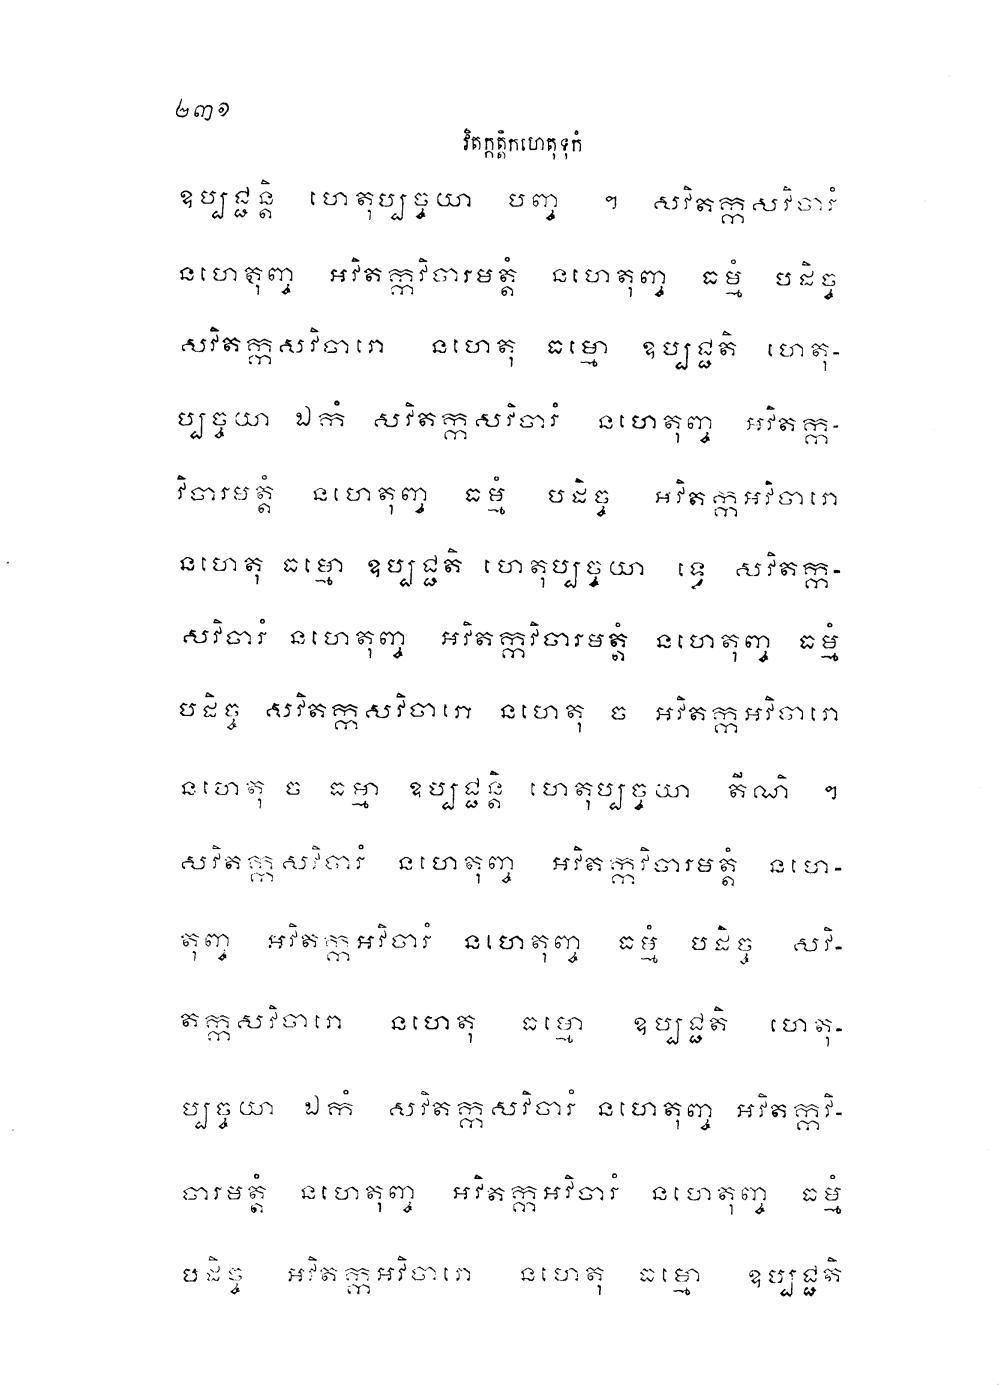 ២៣១
វិតក្កត្តិកហេតុទុកំ
ឧប្បជ្ជន្តិ ហេតុប្បច្ចយា បញ្ច ។ សវិតក្កសវិចារំ
នហេតុញ្ច អវិតក្កវិចារមត្តំ នហេតុញ្ច ធម្មំ បដិច្ច
សវិតក្កសវិចារោ នហេតុ ធម្មោ ឧប្បជ្ជតិ ហេតុ-
ប្បច្ចយា ឯកំ សវិតក្កសវិចារំ នហេតុញ្ច អវិតក្ក-
វិចារមត្តំ នហេតុញ្ច ធម្មំ បដិច្ច អវិតក្កអវិចារោ
នហេតុ ធម្មោ ឧប្បជ្ជតិ ហេតុប្បច្ចយា ទ្វេ សវិតក្ក-
សវិចារំ នហេតុញ្ច អវិតក្កវិចារមត្តំ នហេតុញ្ច ធម្មំ
បដិច្ច សវិតក្កសវិចារោ នហេតុ ច អវិតក្កអវិចារោ
នហេតុ ច ធម្មា ឧប្បជ្ជន្តិ ហេតុប្បច្ចយា តីណិ ។
សវិតក្កសវិចារំ នហេតុញ្ច អវិតក្កវិចារមត្តំ នហេ-
តុញ្ច អវិតក្កអវិចារំ នហេតុញ្ច ធម្មំ បដិច្ច សវិ-
តក្កសវិចារោ នហេតុ ធម្មោ ឧប្បជ្ជតិ ហេតុ-
ប្បច្ចយា ឯកំ សវិតក្កសវិចារំ នហេតុញ្ច អវិតក្កវិ-
ចារមត្តំ នហេតុញ្ច អវិតក្កអវិចារំ នហេតុញ្ច ធម្មំ
បដិច្ច អវិតក្កអវិចារោ នហេតុ ធម្មោ ឧប្បជ្ជតិ